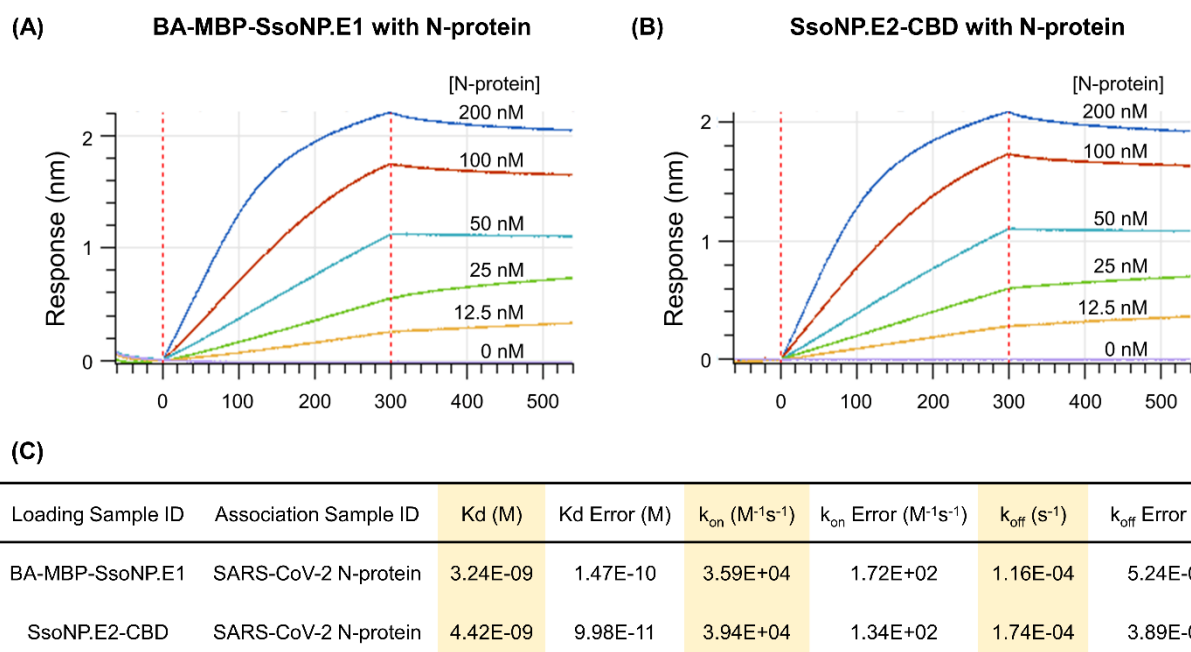 (A) BA-MBP-SsoNP.E1 with N-protein
[N-protein]
200 nM
100 nM
50 nM
25 nM
12.5 nM
0 nM
Response (nm)
2
1
0
0 100 200 300 400 500
(B) SsoNP.E2-CBD with N-protein
[N-protein]
200 nM
100 nM
50 nM
25 nM
12.5 nM
0 nM
Response (nm)
2
1
0
0 100 200 300 400 500
(C)
Loading Sample ID Association Sample ID Kd (M) Kd Error (M) kon (M⁻¹s⁻¹) kon Error (M⁻¹s⁻¹) koff (s⁻¹) koff Error
BA-MBP-SsoNP.E1 SARS-CoV-2 N-protein 3.24E-09 1.47E-10 3.59E+04 1.72E+02 1.16E-04
SsoNP.E2-CBD SARS-CoV-2 N-protein 4.42E-09 9.98E-11 3.94E+04 1.34E+02 1.74E-04